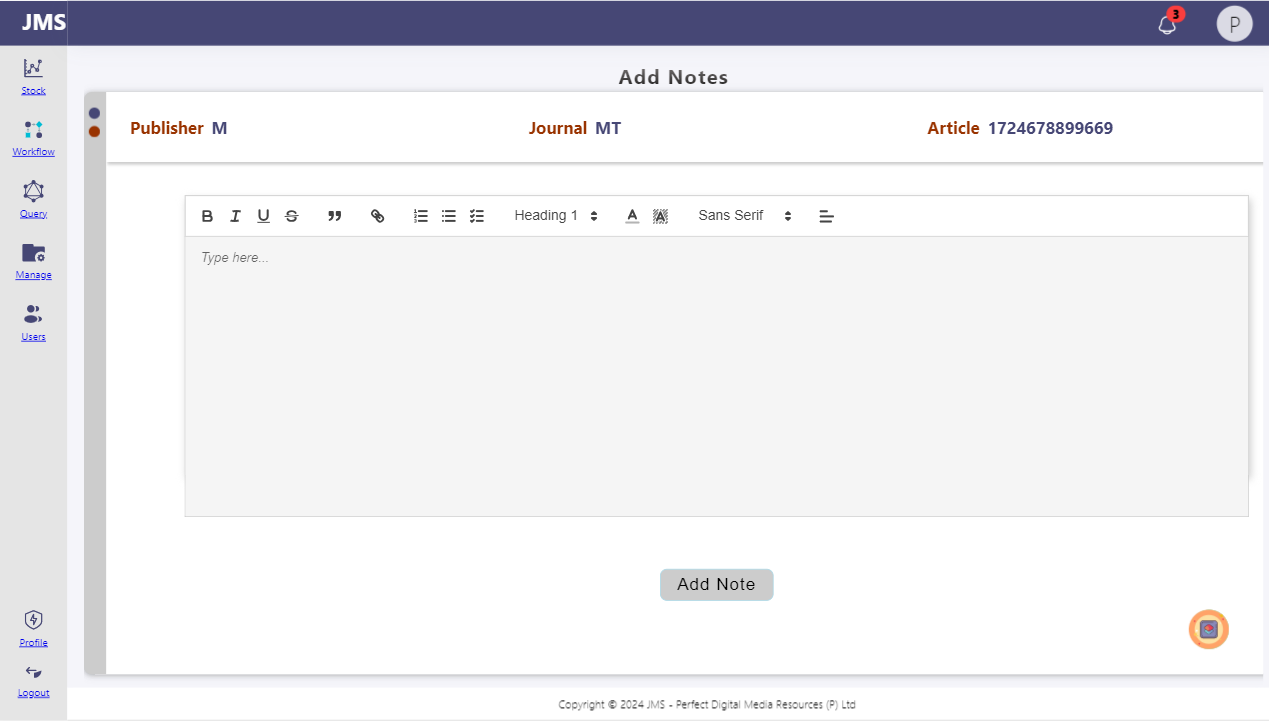 JMS
3
P
Stock
Workflow
Query
Manage
Users
Profile
Logout
Add Notes
Publisher M Journal MT Article 1724678899669
B I U S Heading 1 A A Sans Serif
Type here...
Add Note
Copyright © 2024 JMS - Perfect Digital Media Resources (P) Ltd